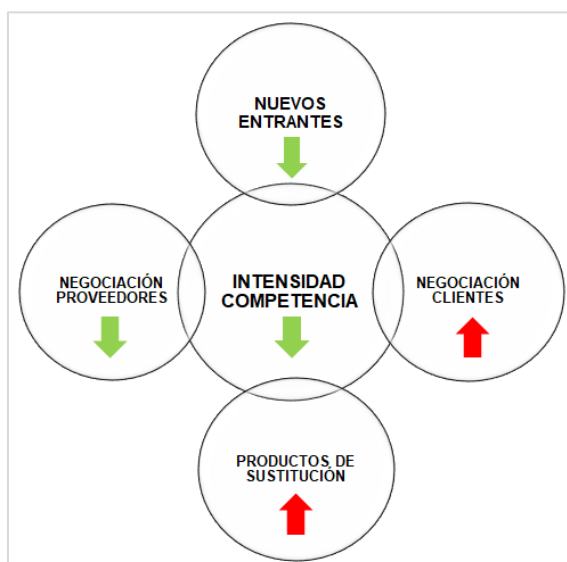 NUEVOS
ENTRANTES
NEGOCIACIÓN
PROVEEDORES
INTENSIDAD
COMPETENCIA
NEGOCIACIÓN
CLIENTES
PRODUCTOS DE
SUSTITUCIÓN